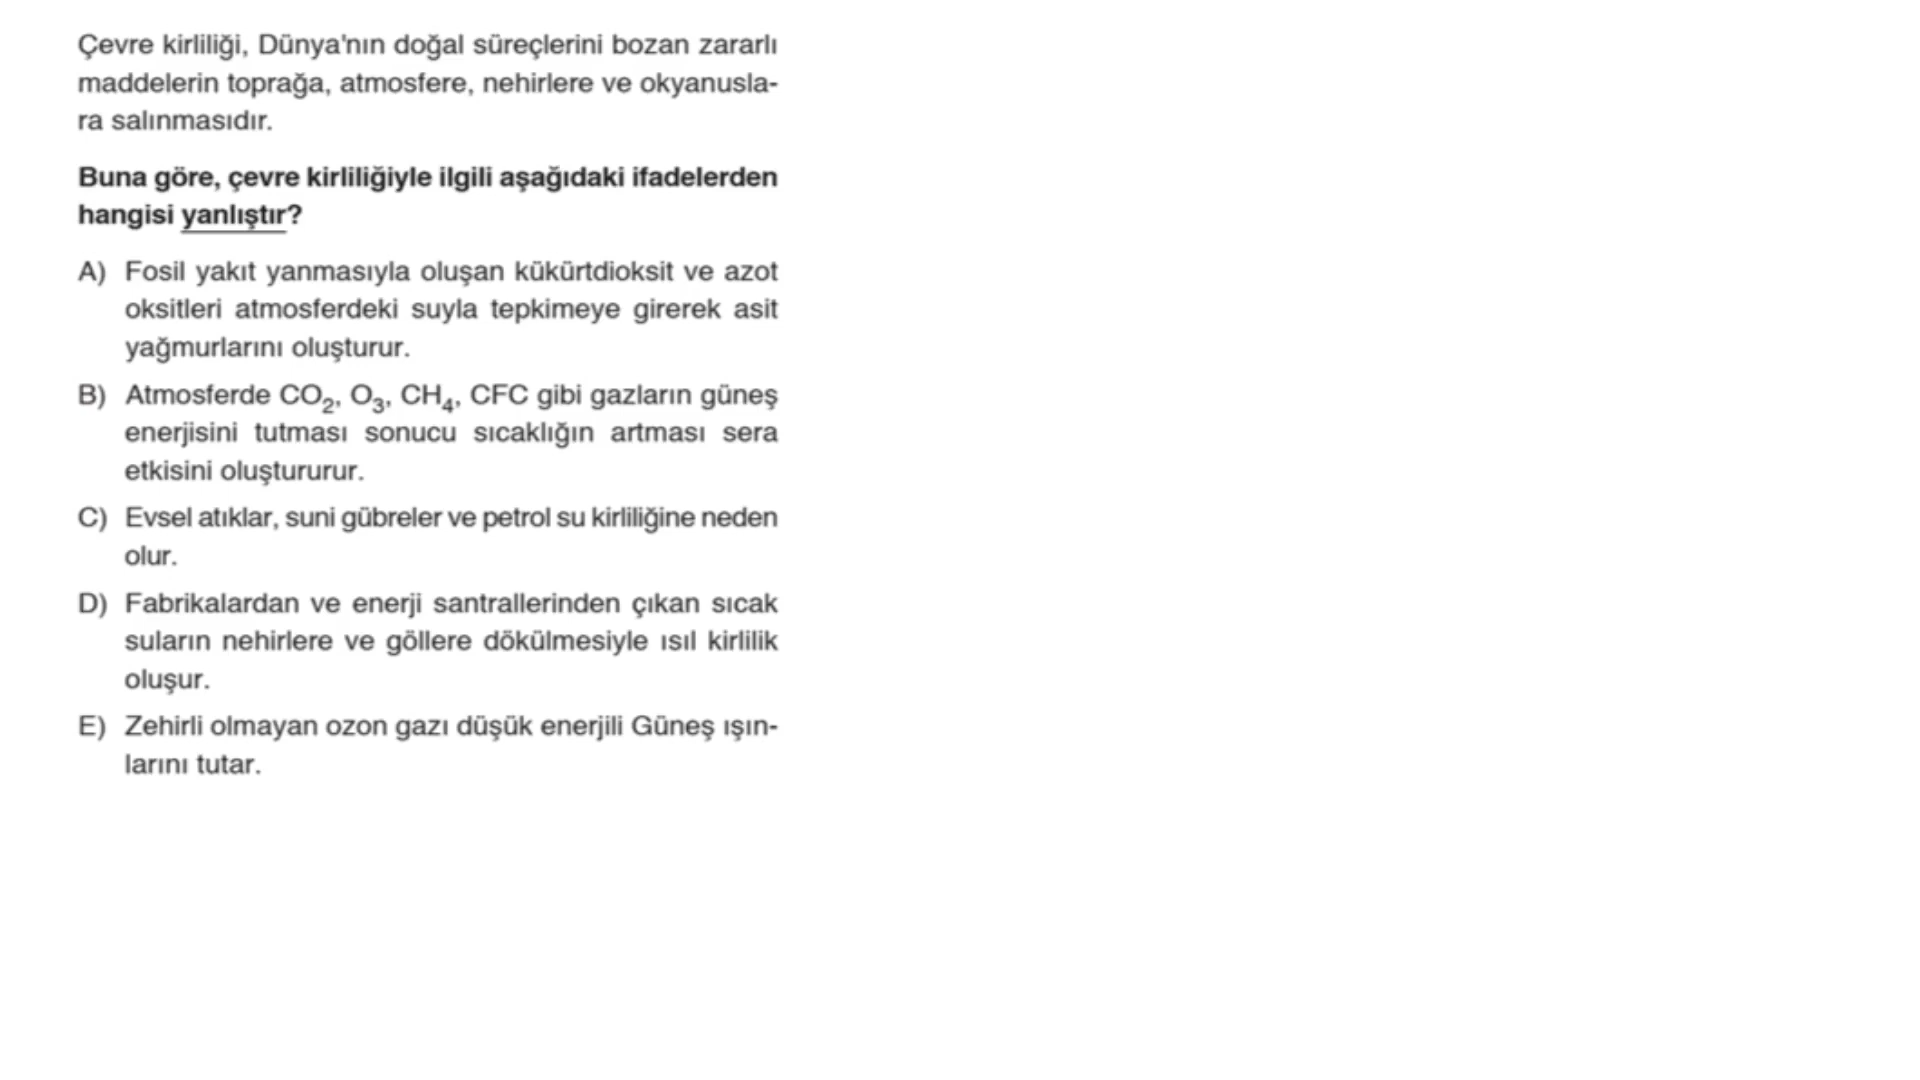 Çevre kirliliği, Dünya'nın doğal süreçlerini bozan zararlı
maddelerin toprağa, atmosfere, nehirlere ve okyanusla-
ra salınmasıdır.
Buna göre, çevre kirliliğiyle ilgili aşağıdaki ifadelerden
hangisi yanlıştır?
A) Fosil yakıt yanmasıyla oluşan kükürtdioksit ve azot
oksitleri atmosferdeki suyla tepkimeye girerek asit
yağmurlarını oluşturur.
B) Atmosferde CO₂, O₃, CH₄, CFC gibi gazların güneş
enerjisini tutması sonucu sıcaklığın artması sera
etkisini oluştururur.
C) Evsel atıklar, suni gübreler ve petrol su kirliliğine neden
olur.
D) Fabrikalardan ve enerji santrallerinden çıkan sıcak
suların nehirlere ve göllere dökülmesiyle ısıl kirlilik
oluşur.
E) Zehirli olmayan ozon gazı düşük enerjili Güneş ışın-
larını tutar.